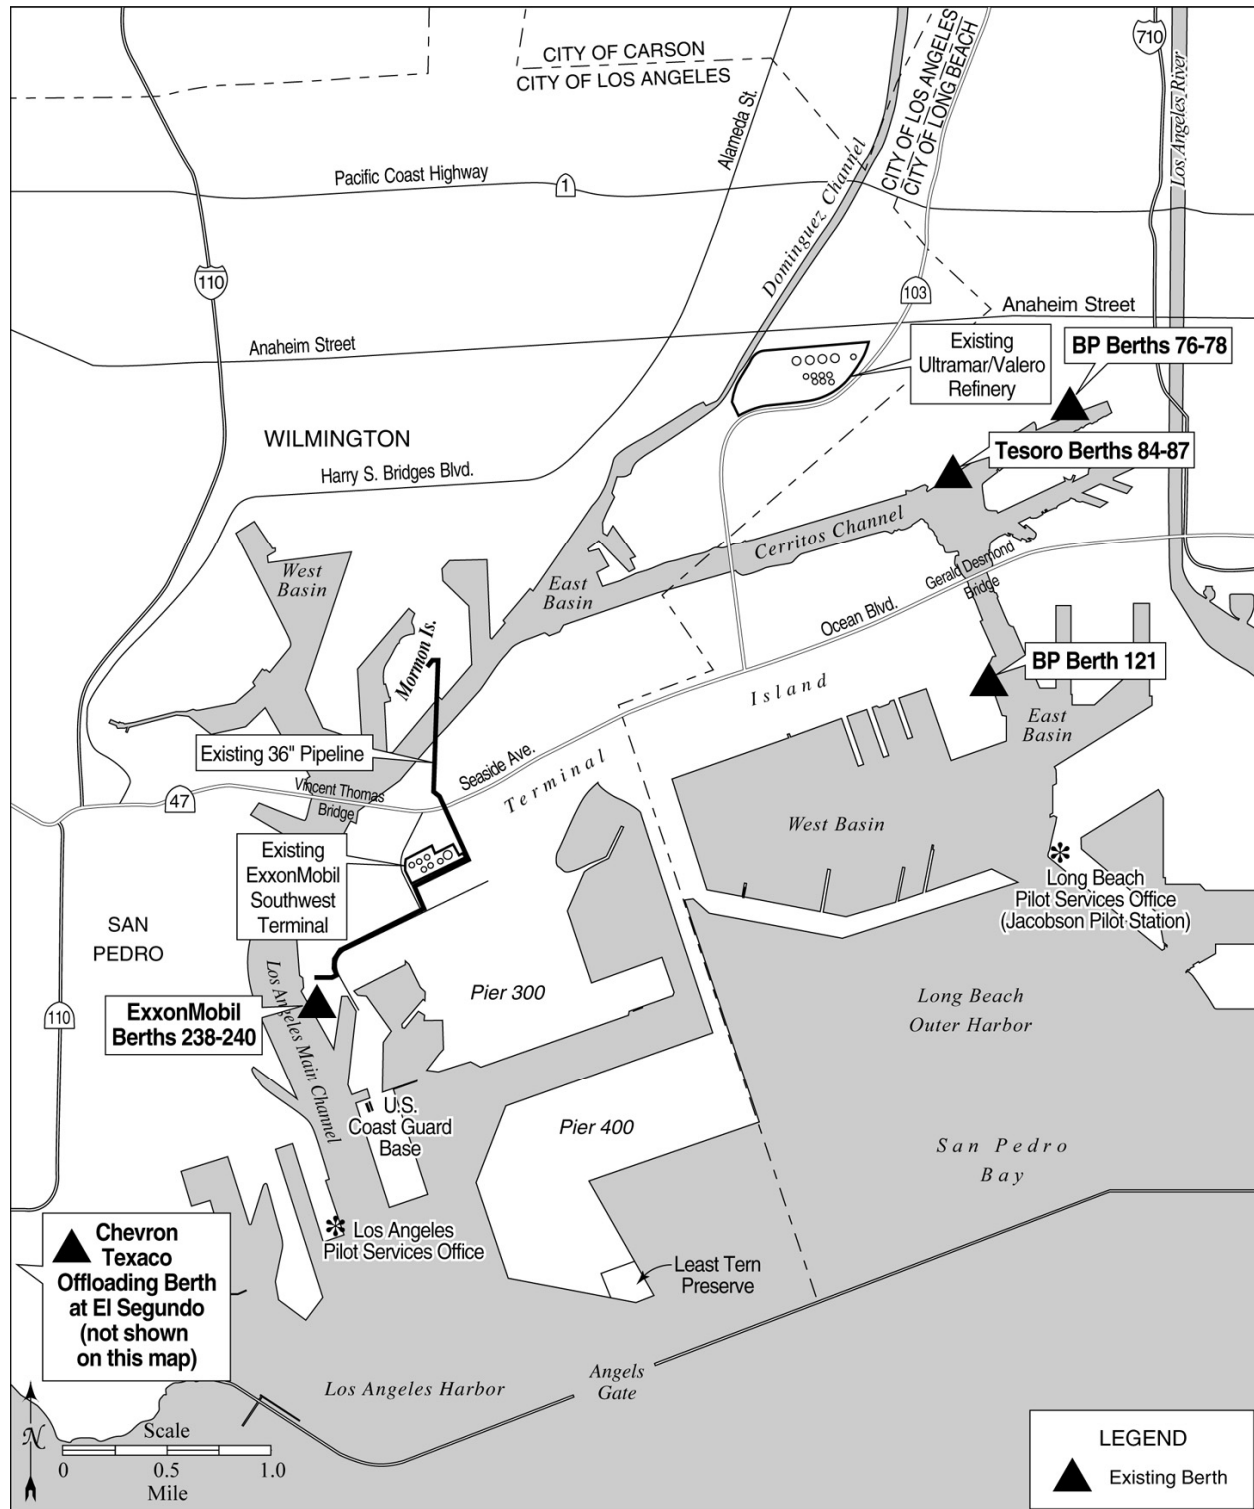 CITY OF CARSON
CITY OF LOS ANGELES
CITY OF LOS ANGELES
CITY OF LONG BEACH
710
Los Angeles River
Alameda St.
Dominguez Channel
Pacific Coast Highway
1
110
103
Anaheim Street
Anaheim Street
Existing
Ultramar/Valero
Refinery
BP Berths 76-78
WILMINGTON
Harry S. Bridges Blvd.
Tesoro Berths 84-87
Cerritos Channel
West
Basin
East
Basin
Gerald Desmond
Bridge
Ocean Blvd.
Mormon Is.
BP Berth 121
Island
East
Basin
Existing 36" Pipeline
Seaside Ave.
Terminal
47
Vincent Thomas
Bridge
West Basin
Existing
ExxonMobil
Southwest
Terminal
Long Beach
Pilot Services Office
(Jacobson Pilot Station)
SAN
PEDRO
Los Angeles Main Channel
Pier 300
Long Beach
Outer Harbor
110
ExxonMobil
Berths 238-240
U.S.
Coast Guard
Base
Pier 400
San Pedro
Bay
Los Angeles
Pilot Services Office
Chevron
Texaco
Offloading Berth
at El Segundo
(not shown
on this map)
Least Tern
Preserve
Angels
Gate
Los Angeles Harbor
N
Scale
0 0.5 1.0
Mile
LEGEND
Existing Berth